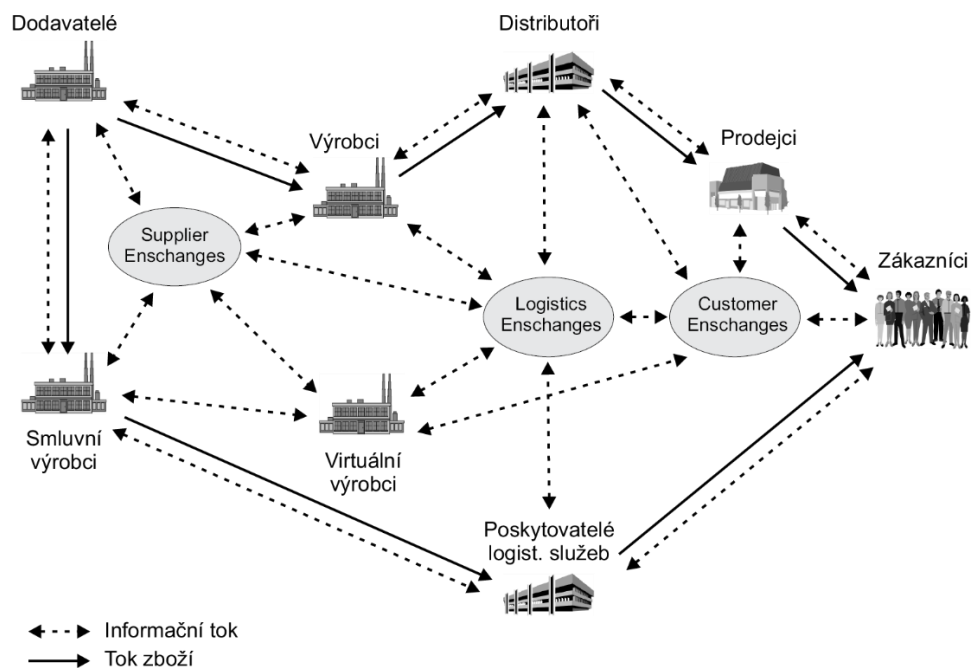 Dodavatelé
Distributoři
Výrobci
Prodejci
Supplier
Enschanges
Zákazníci
Logistics
Enschanges
Customer
Enschanges
Smluvní
výrobci
Virtuální
výrobci
Poskytovatelé
logist. služeb
Informační tok
Tok zboží